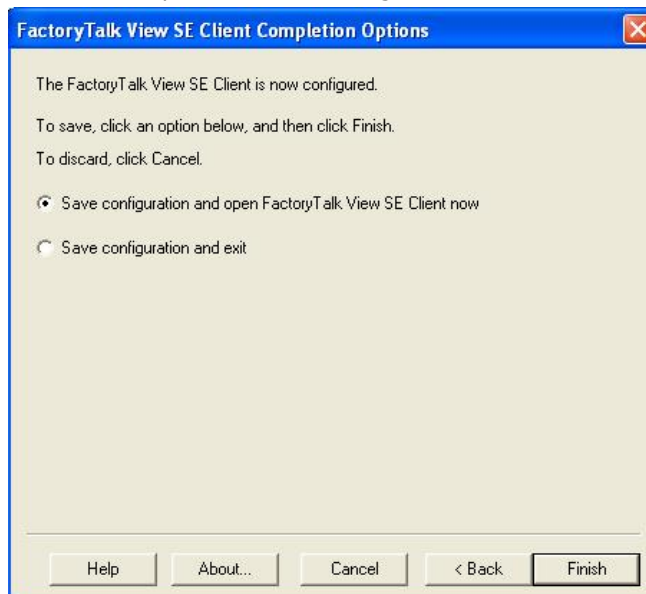 FactoryTalk View SE Client Completion Options
The FactoryTalk View SE Client is now configured.
To save, click an option below, and then click Finish.
To discard, click Cancel.
Save configuration and open FactoryTalk View SE Client now
Save configuration and exit
Help About... Cancel < Back Finish